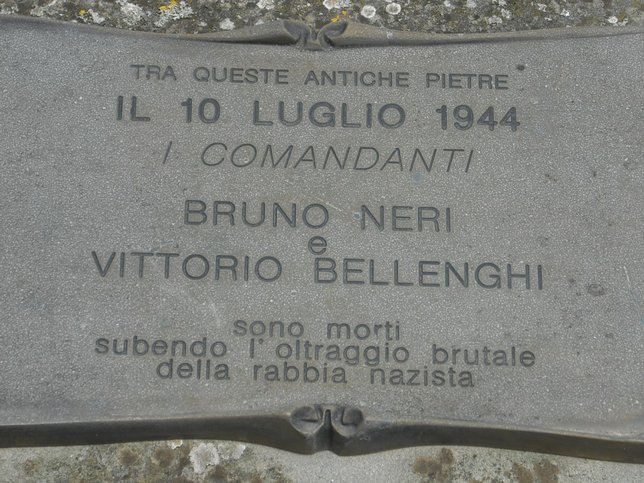 TRA QUESTE ANTICHE PIETRE
IL 10 LUGLIO 1944
I COMANDANTI
BRUNO NERI
e
VITTORIO BELLENGHI
sono morti
subendo l'oltraggio brutale
della rabbia nazista